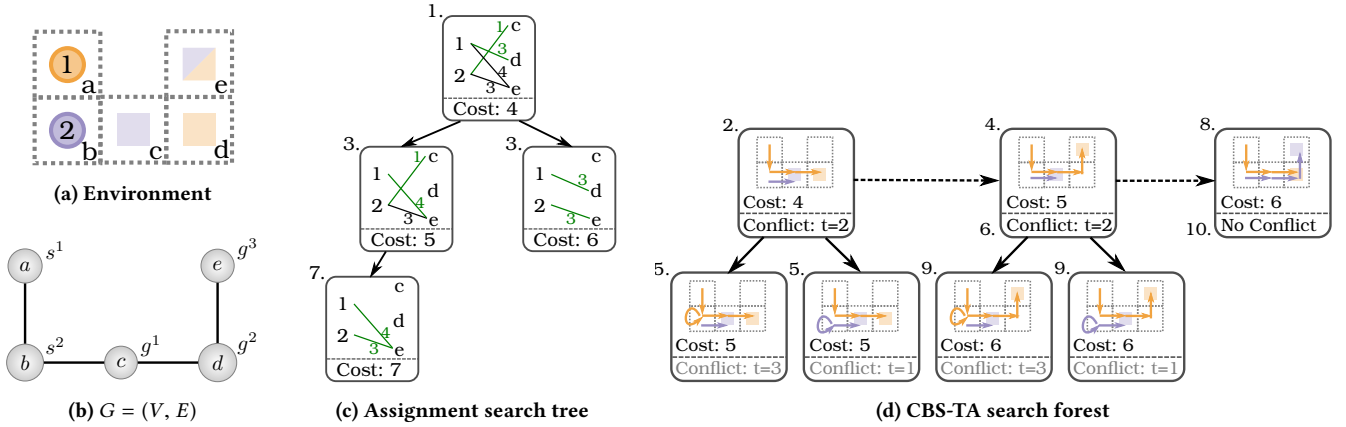 1
a
e
2
b
c
d
(a) Environment
a
s¹
e
g³
b
s²
c
g¹
d
g²
(b) G = (V, E)
1.
1
2
c
d
e
1
3
4
3
Cost: 4
3.
1
2
c
d
e
1
4
3
Cost: 5
3.
1
2
c
d
e
3
3
Cost: 6
7.
1
2
c
d
e
4
3
Cost: 7
(c) Assignment search tree
2.
Cost: 4
Conflict: t=2
4.
Cost: 5
6.
Conflict: t=2
8.
Cost: 6
10.
No Conflict
5.
Cost: 5
Conflict: t=3
5.
Cost: 5
Conflict: t=1
9.
Cost: 6
Conflict: t=3
9.
Cost: 6
Conflict: t=1
(d) CBS-TA search forest